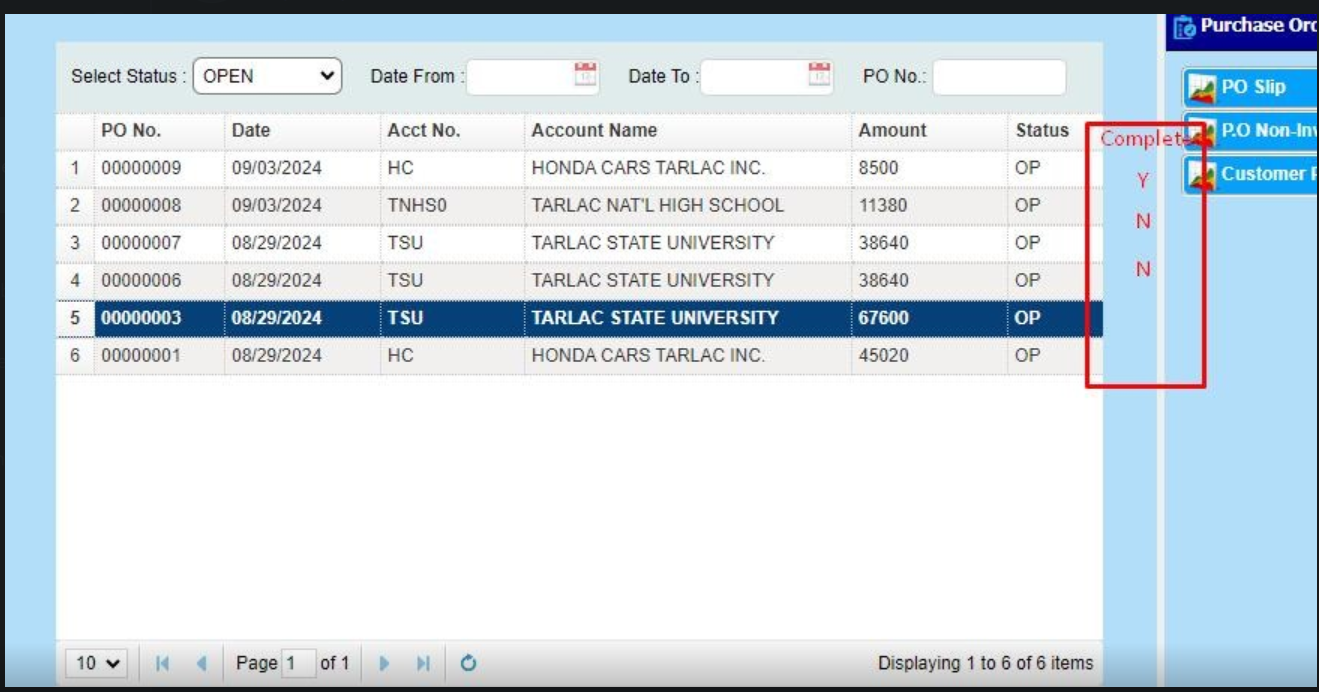 Purchase Orc
Select Status : OPEN Date From : Date To : PO No.:
PO Slip
P.O Non-Inv
Customer P
PO No. Date Acct No. Account Name Amount Status
Complet
1 00000009 09/03/2024 HC HONDA CARS TARLAC INC. 8500 OP Y
2 00000008 09/03/2024 TNHS0 TARLAC NAT'L HIGH SCHOOL 11380 OP N
3 00000007 08/29/2024 TSU TARLAC STATE UNIVERSITY 38640 OP N
4 00000006 08/29/2024 TSU TARLAC STATE UNIVERSITY 38640 OP
5 00000003 08/29/2024 TSU TARLAC STATE UNIVERSITY 67600 OP
6 00000001 08/29/2024 HC HONDA CARS TARLAC INC. 45020 OP
10 Page 1 of 1 Displaying 1 to 6 of 6 items